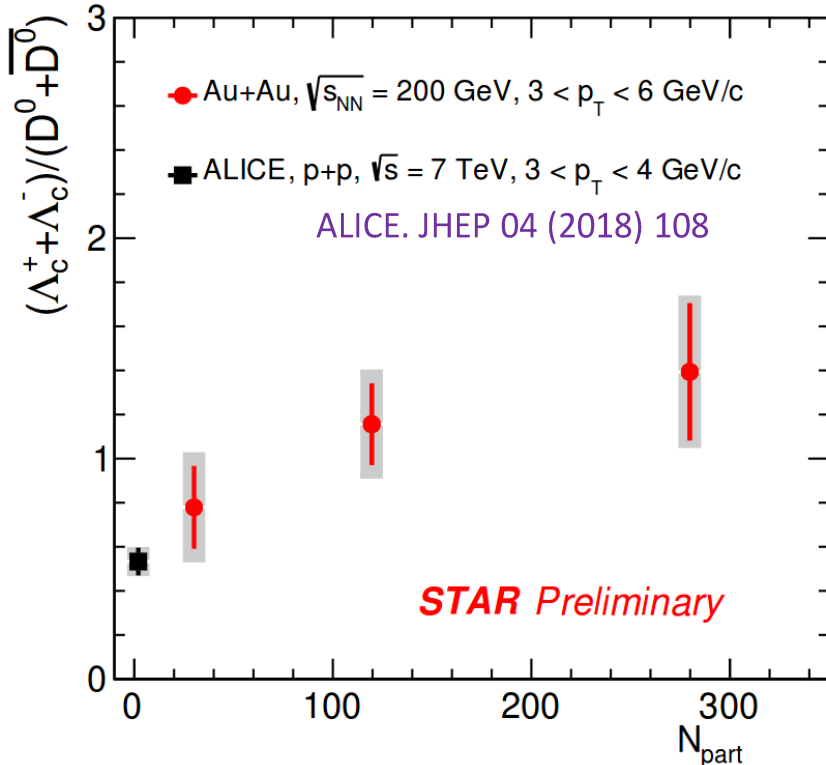 (Λc+ + Λc-)/(D0+D̅0)
3
2
1
0
Au+Au, √sNN = 200 GeV, 3 < pT < 6 GeV/c
ALICE, p+p, √s = 7 TeV, 3 < pT < 4 GeV/c
ALICE. JHEP 04 (2018) 108
STAR Preliminary
0 100 200 300
Npart